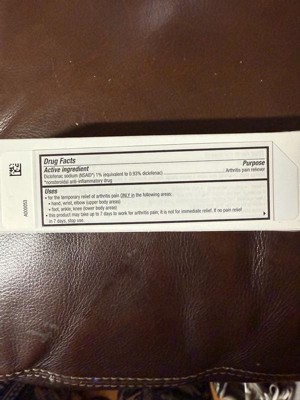 Drug Facts
Active ingredient Purpose
Diclofenac sodium (NSAID*) 1% (equivalent to 0.93% diclofenac)........Arthritis pain reliever
*nonsteroidal anti-inflammatory drug
Uses
• for the temporary relief of arthritis pain ONLY in the following areas:
• hand, wrist, elbow (upper body areas)
• foot, ankle, knee (lower body areas)
• this product may take up to 7 days to work for arthritis pain; it is not for immediate relief. If no pain relief
in 7 days, stop use.